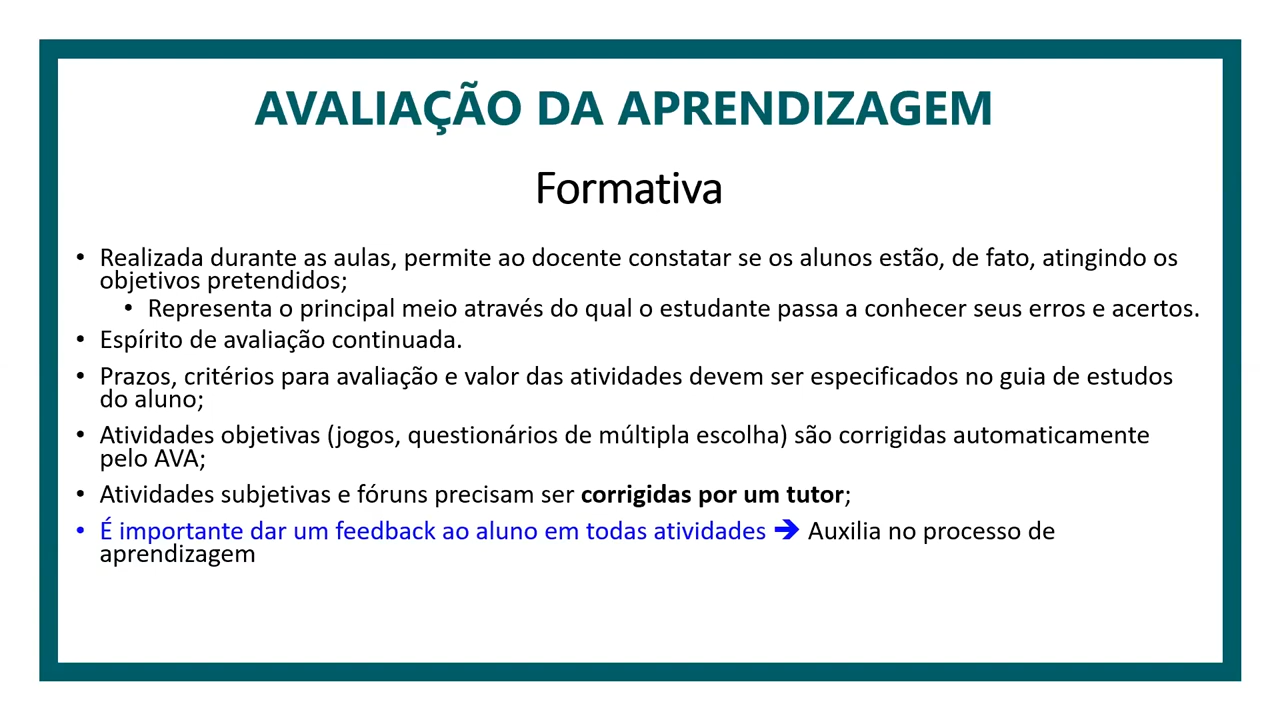 AVALIAÇÃO DA APRENDIZAGEM
Formativa
• Realizada durante as aulas, permite ao docente constatar se os alunos estão, de fato, atingindo os
objetivos pretendidos;
• Representa o principal meio através do qual o estudante passa a conhecer seus erros e acertos.
• Espírito de avaliação continuada.
• Prazos, critérios para avaliação e valor das atividades devem ser especificados no guia de estudos
do aluno;
• Atividades objetivas (jogos, questionários de múltipla escolha) são corrigidas automaticamente
pelo AVA;
• Atividades subjetivas e fóruns precisam ser corrigidas por um tutor;
• É importante dar um feedback ao aluno em todas atividades ➔ Auxilia no processo de
aprendizagem